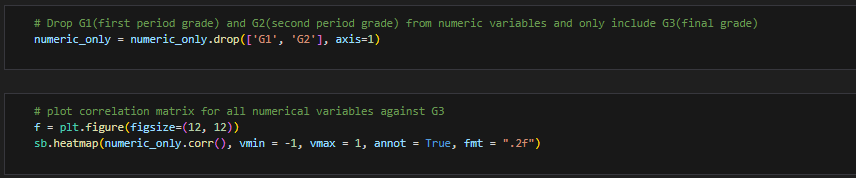 # Drop G1(first period grade) and G2(second period grade) from numeric variables and only include G3(final grade)
numeric_only = numeric_only.drop(['G1', 'G2'], axis=1)
# plot correlation matrix for all numerical variables against G3
f = plt.figure(figsize=(12, 12))
sb.heatmap(numeric_only.corr(), vmin = -1, vmax = 1, annot = True, fmt = ".2f")